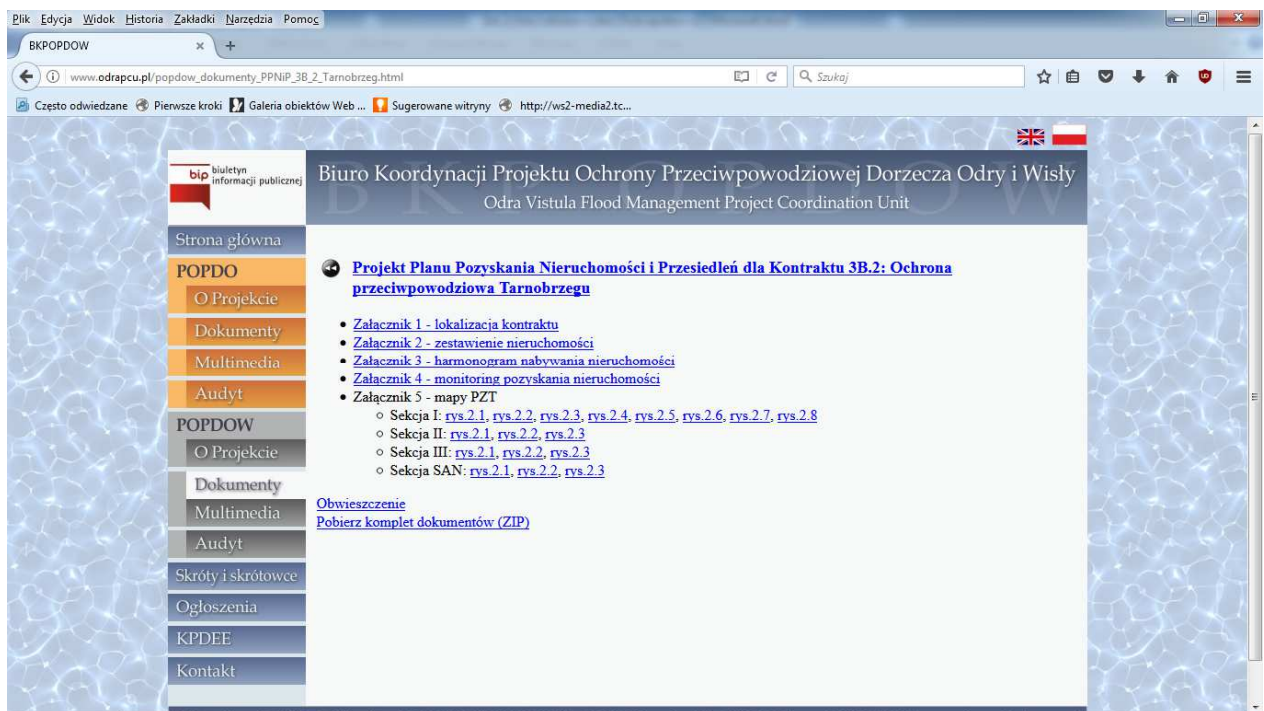 Plik Edycja Widok Historia Zakładki Narzędzia Pomoc
BKPOPDOW
www.odrapcu.pl/popdow_dokumenty_PPNiP_3B_2_Tarnobrzeg.html
Szukaj
Często odwiedzane Pierwsze kroki Galeria obiektów Web ... Sugerowane witryny http://ws2-media2.tc...
bip biuletyn informacji publicznej
BKPOPDOW
Biuro Koordynacji Projektu Ochrony Przeciwpowodziowej Dorzecza Odry i Wisły
Odra Vistula Flood Management Project Coordination Unit
Strona główna
POPDO
O Projekcie
Dokumenty
Multimedia
Audyt
POPDOW
O Projekcie
Dokumenty
Multimedia
Audyt
Skróty i skrótowce
Ogłoszenia
KPDEE
Kontakt
Projekt Planu Pozyskania Nieruchomości i Przesiedleń dla Kontraktu 3B.2: Ochrona
przeciwpowodziowa Tarnobrzegu
Załącznik 1 - lokalizacja kontraktu
Załącznik 2 - zestawienie nieruchomości
Załącznik 3 - harmonogram nabywania nieruchomości
Załącznik 4 - monitoring pozyskania nieruchomości
Załącznik 5 - mapy PZT
Sekcja I: rys.2.1, rys.2.2, rys.2.3, rys.2.4, rys.2.5, rys.2.6, rys.2.7, rys.2.8
Sekcja II: rys.2.1, rys.2.2, rys.2.3
Sekcja III: rys.2.1, rys.2.2, rys.2.3
Sekcja SAN: rys.2.1, rys.2.2, rys.2.3
Obwieszczenie
Pobierz komplet dokumentów (ZIP)